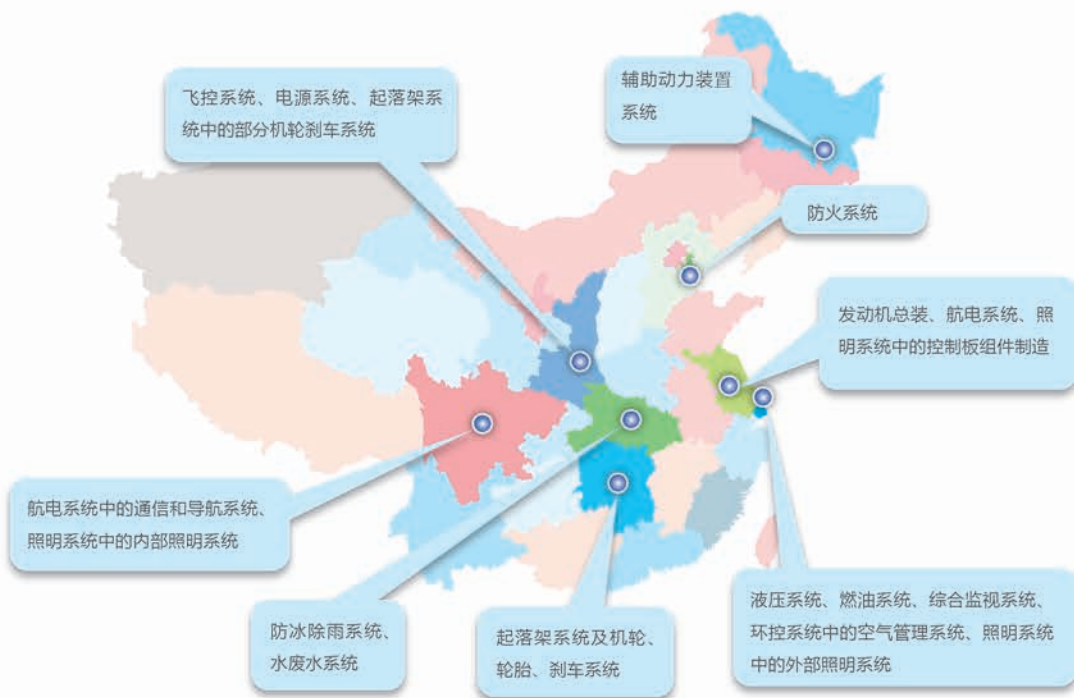 飞控系统、电源系统、起落架系
统中的部分机轮刹车系统
辅助动力装置
系统
防火系统
发动机总装、航电系统、照
明系统中的控制板组件制造
航电系统中的通信和导航系统、
照明系统中的内部照明系统
防冰除雨系统、
水废水系统
起落架系统及机轮、
轮胎、刹车系统
液压系统、燃油系统、综合监视系统、
环控系统中的空气管理系统、照明系统
中的外部照明系统